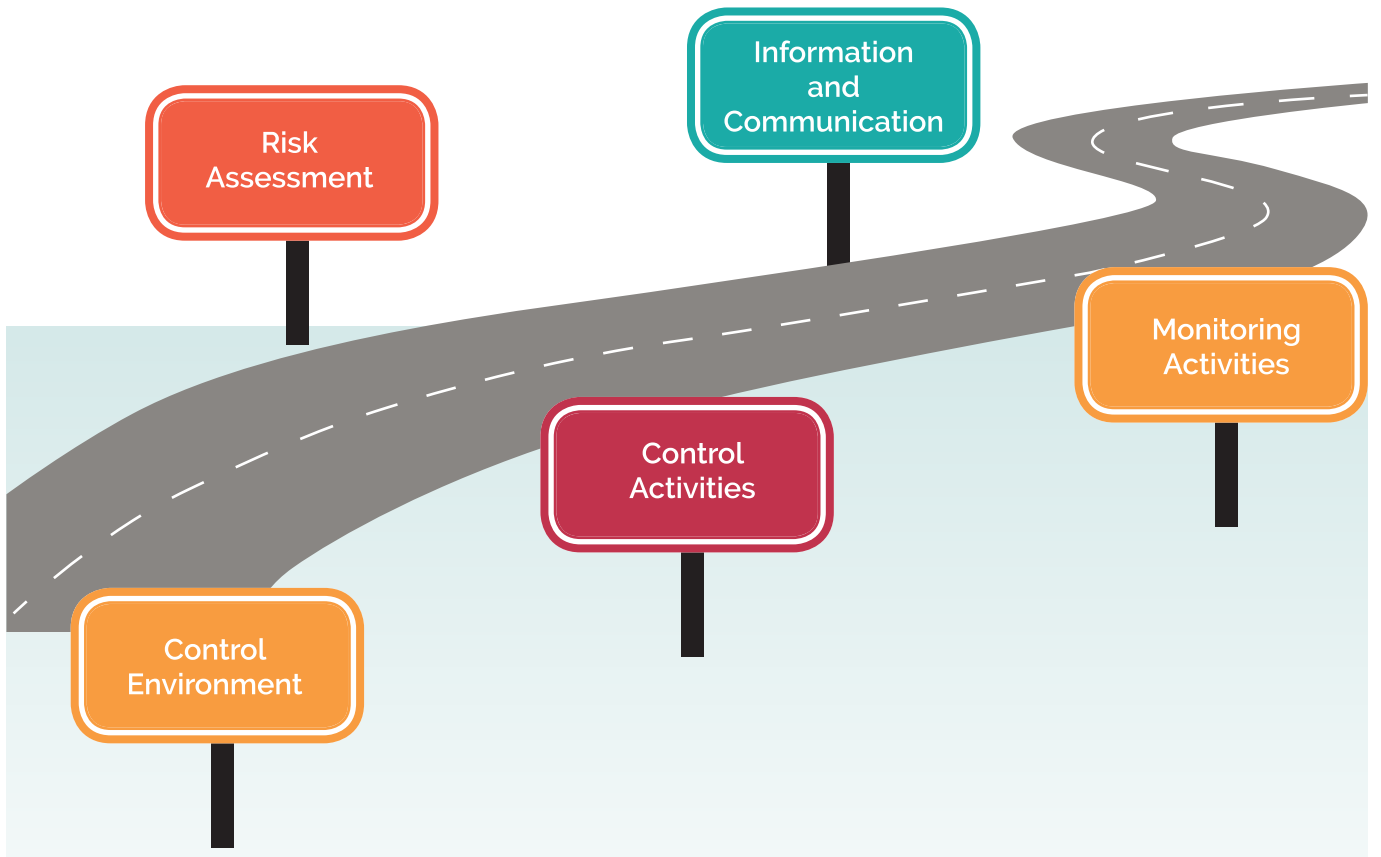 Information
and
Communication
Risk
Assessment
Monitoring
Activities
Control
Activities
Control
Environment